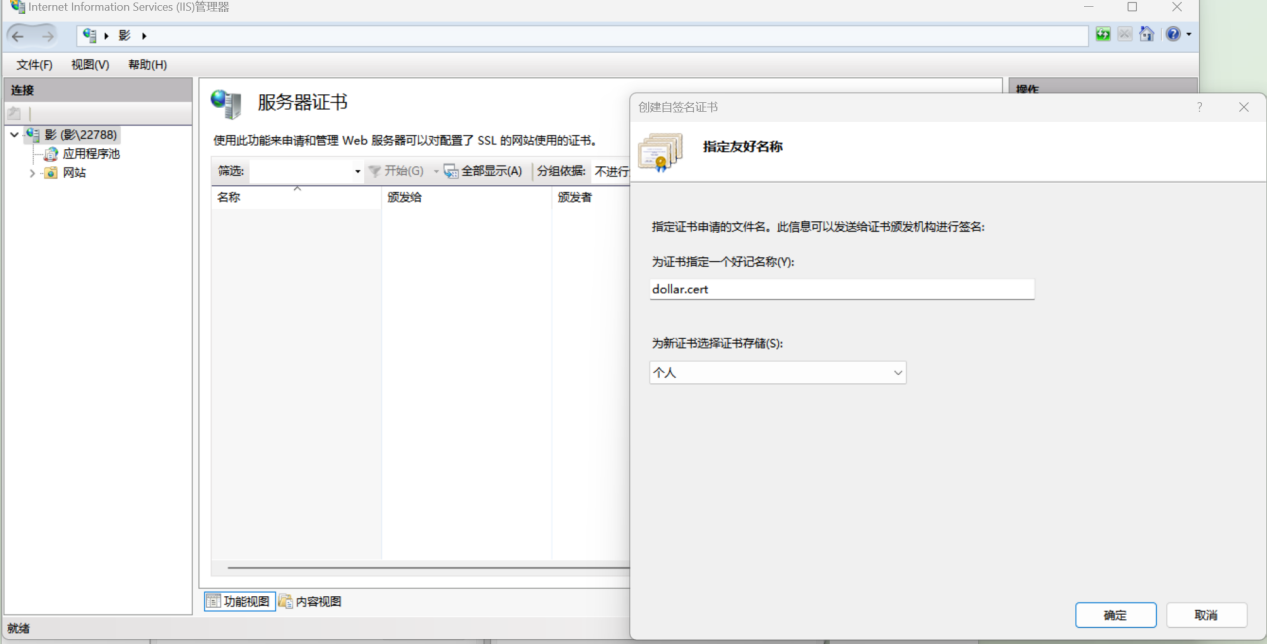 Internet Information Services (IIS)管理器
影
文件(F) 视图(V) 帮助(H)
连接
影 (影\22788)
应用程序池
网站
服务器证书
使用此功能来申请和管理 Web 服务器可以对配置了 SSL 的网站使用的证书。
筛选: 开始(G) 全部显示(A) 分组依据: 不进行
名称 颁发给 颁发者
功能视图 内容视图
就绪
操作
创建自签名证书
指定友好名称
指定证书申请的文件名。此信息可以发送给证书颁发机构进行签名:
为证书指定一个好记名称(Y):
dollar.cert
为新证书选择证书存储(S):
个人
确定 取消